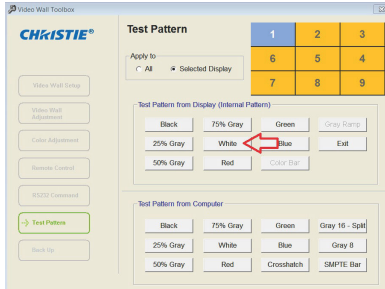 Video Wall Toolbox
CHRISTIE®
Test Pattern
Apply to
All Selected Display
1 2 3
6 5 4
7 8 9
Video Wall Setup
Video Wall
Adjustment
Color Adjustment
Remote Control
RS232 Command
Test Pattern
Back Up
Test Pattern from Display (Internal Pattern)
Black 75% Gray Green Gray Ramp
25% Gray White Blue Exit
50% Gray Red Color Bar
Test Pattern from Computer
Black 75% Gray Green Gray 16 - Split
25% Gray White Blue Gray 8
50% Gray Red Crosshatch SMPTE Bar